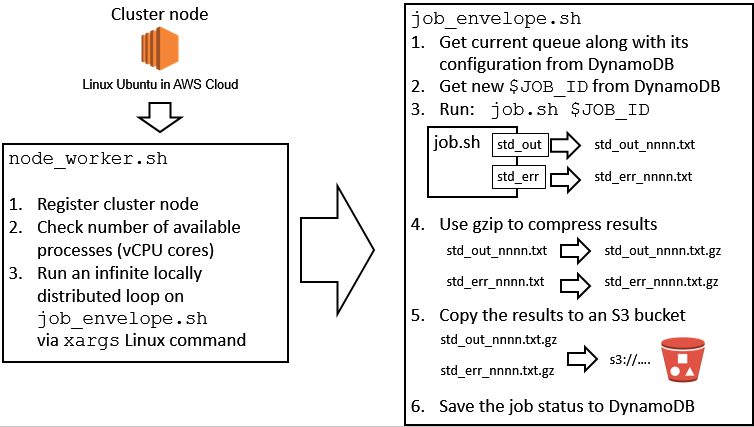 Cluster node
Linux Ubuntu in AWS Cloud
node_worker.sh
1. Register cluster node
2. Check number of available
processes (vCPU cores)
3. Run an infinite locally
distributed loop on
job_envelope.sh
via xargs Linux command
job_envelope.sh
1. Get current queue along with its
configuration from DynamoDB
2. Get new $JOB_ID from DynamoDB
3. Run: job.sh $JOB_ID
job.sh std_out std_out_nnnn.txt
std_err std_err_nnnn.txt
4. Use gzip to compress results
std_out_nnnn.txt std_out_nnnn.txt.gz
std_err_nnnn.txt std_err_nnnn.txt.gz
5. Copy the results to an S3 bucket
std_out_nnnn.txt.gz
s3://....
std_err_nnnn.txt.gz
6. Save the job status to DynamoDB